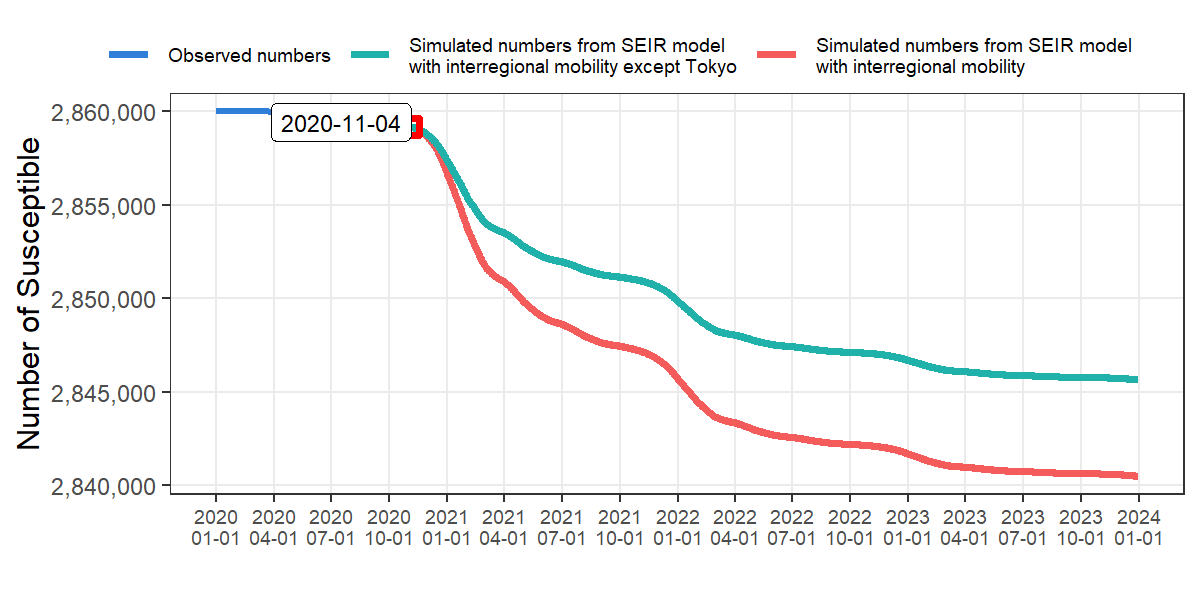 Observed numbers
Simulated numbers from SEIR model
with interregional mobility except Tokyo
Simulated numbers from SEIR model
with interregional mobility
Number of Susceptible
2,860,000
2,855,000
2,850,000
2,845,000
2,840,000
2020-11-04
2020 2020 2020 2020 2021 2021 2021 2021 2022 2022 2022 2022 2023 2023 2023 2023 2024
01-01 04-01 07-01 10-01 01-01 04-01 07-01 10-01 01-01 04-01 07-01 10-01 01-01 04-01 07-01 10-01 01-01